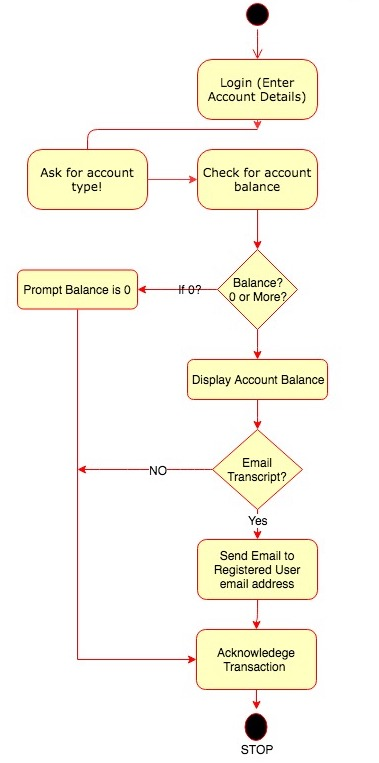 Login (Enter
Account Details)
Ask for account
type!
Check for account
balance
Balance?
0 or More?
If 0?
Prompt Balance is 0
Display Account Balance
Email
Transcript?
NO
Yes
Send Email to
Registered User
email address
Acknowledege
Transaction
STOP